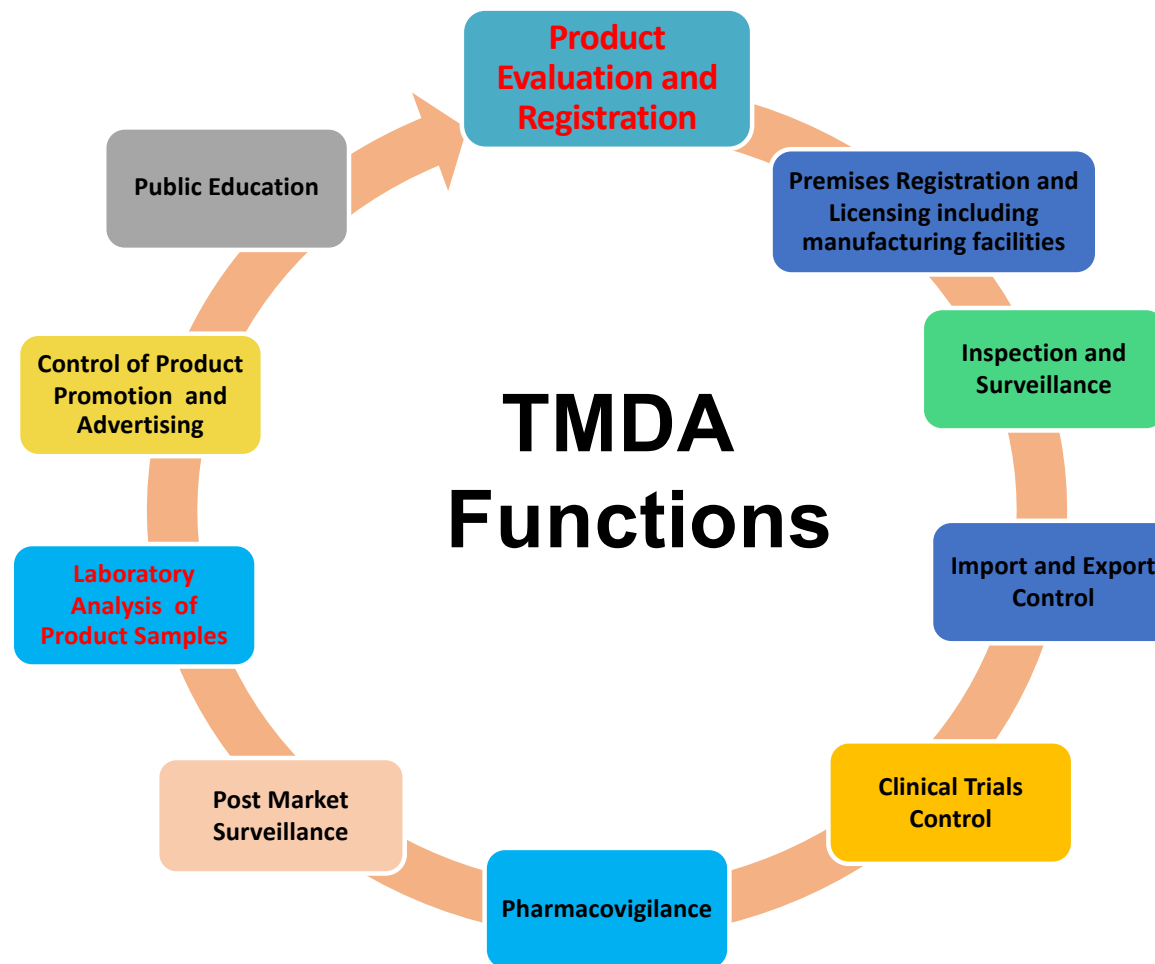 Product
Evaluation and
Registration
Premises Registration and
Licensing including
manufacturing facilities
Inspection and
Surveillance
Import and Export
Control
Clinical Trials
Control
Pharmacovigilance
Post Market
Surveillance
Laboratory
Analysis of
Product Samples
Control of Product
Promotion and
Advertising
Public Education
TMDA
Functions